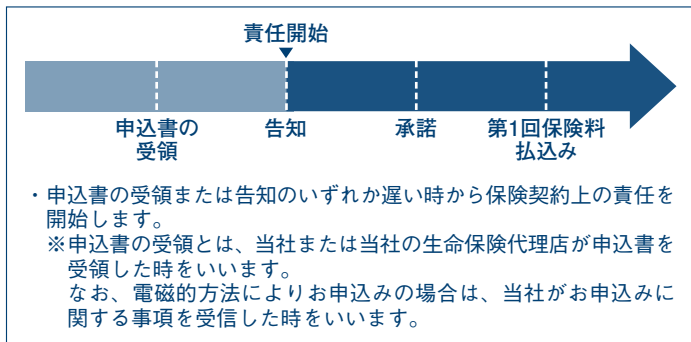 責任開始
申込書の
受領
告知
承諾
第1回保険料
払込み
・申込書の受領または告知のいずれか遅い時から保険契約上の責任を
開始します。
※申込書の受領とは、当社または当社の生命保険代理店が申込書を
受領した時をいいます。
なお、電磁的方法によりお申込みの場合は、当社がお申込みに
関する事項を受信した時をいいます。